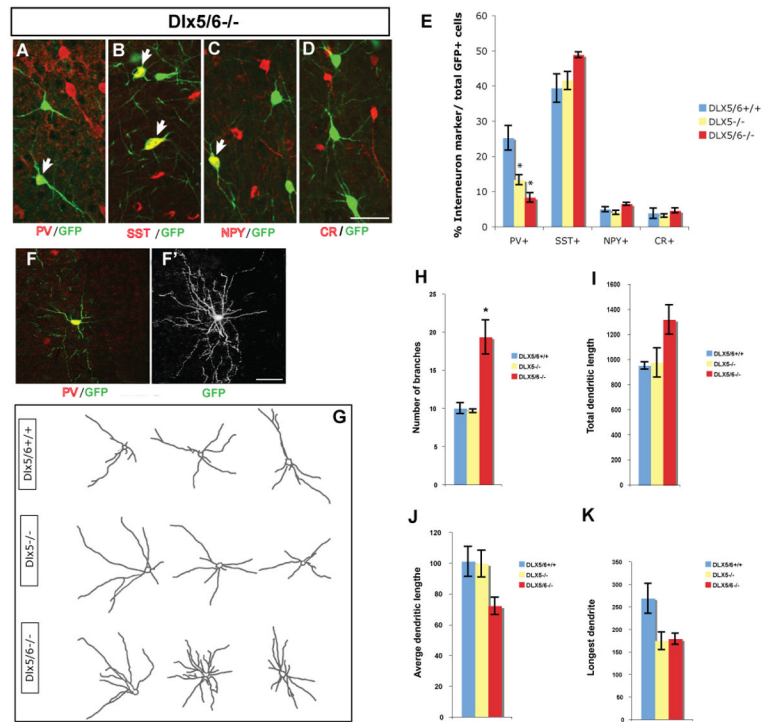 Dlx5/6-/-
A
B
C
D
PV/GFP
SST/GFP
NPY/GFP
CR/GFP
E
% Interneuron marker/ total GFP+ cells
60
50
40
30
20
10
0
*
*
PV+
SST+
NPY+
CR+
DLX5/6+/+
DLX5-/-
DLX5/6-/-
F
F'
PV/GFP
GFP
G
Dlx5/6+/+
Dlx5-/-
Dlx5/6-/-
H
Number of branches
25
20
15
10
5
0
*
DLX5/6+/+
DLX5-/-
DLX5/6-/-
I
Total dendritic length
1600
1400
1200
1000
800
600
400
200
0
DLX5/6+/+
DLX5-/-
DLX5/6-/-
J
Averge dendritic lengthe
120
100
80
60
40
20
0
DLX5/6+/+
DLX5-/-
DLX5/6-/-
K
Longest dendrite
350
300
250
200
150
100
50
0
DLX5/6+/+
DLX5-/-
DLX5/6-/-